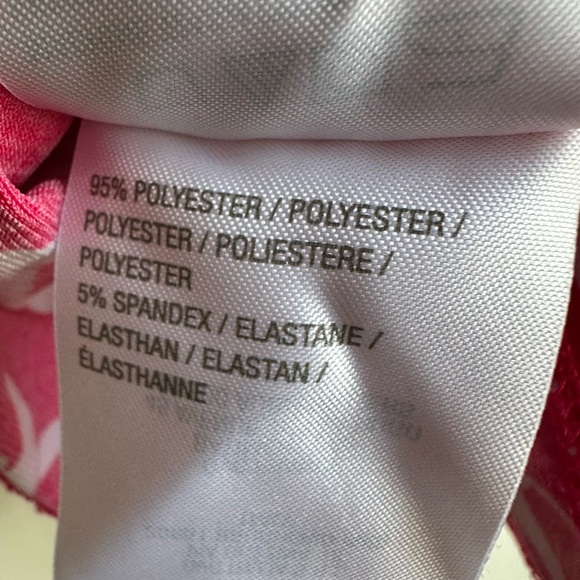 95% POLYESTER / POLYESTER /
POLYESTER / POLIESTERE /
POLYESTER
5% SPANDEX / ELASTANE /
ELASTHAN / ELASTAN /
ÉLASTHANNE